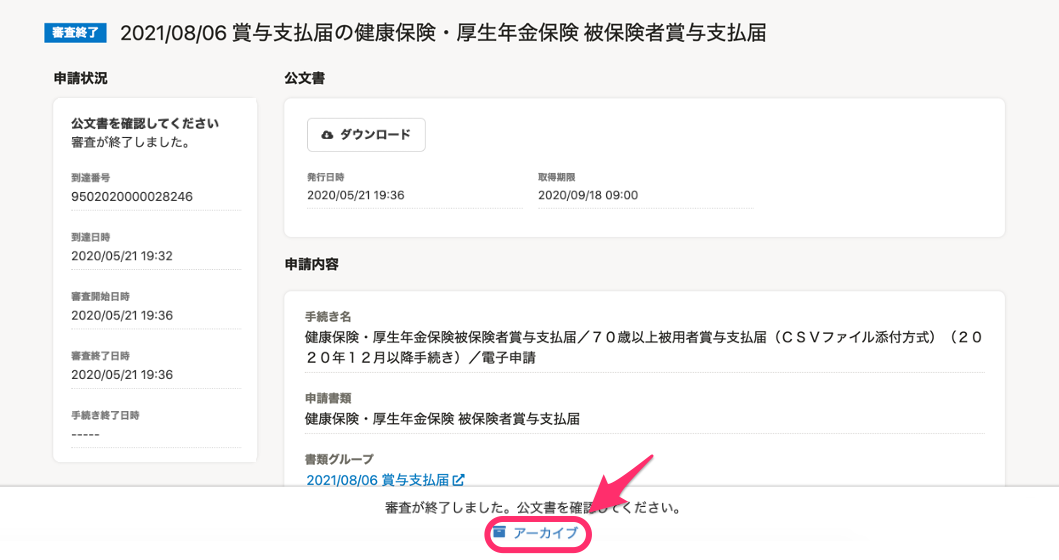 審査終了 2021/08/06 賞与支払届の健康保険・厚生年金保険 被保険者賞与支払届
申請状況
公文書を確認してください
審査が終了しました。
到達番号
9502020000028246
到達日時
2020/05/21 19:32
審査開始日時
2020/05/21 19:36
審査終了日時
2020/05/21 19:36
手続き終了日時
-----
公文書
ダウンロード
発行日時
2020/05/21 19:36
取得期限
2020/09/18 09:00
申請内容
手続き名
健康保険・厚生年金保険被保険者賞与支払届／７０歳以上被用者賞与支払届（ＣＳＶファイル添付方式）（２０
２０年１２月以降手続き）／電子申請
申請書類
健康保険・厚生年金保険 被保険者賞与支払届
書類グループ
2021/08/06 賞与支払届
審査が終了しました。公文書を確認してください。
アーカイブ